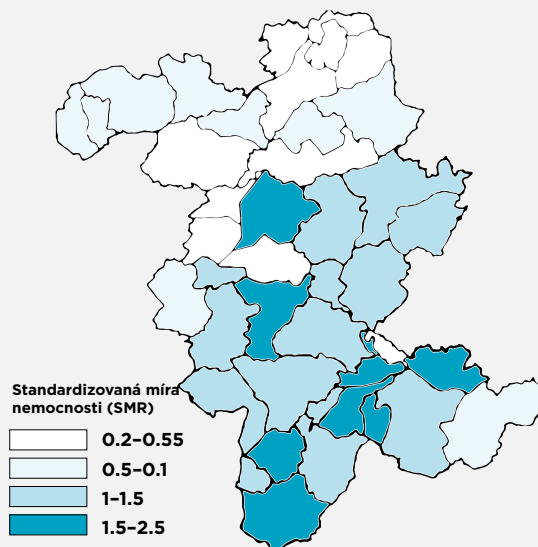 Standardizovaná míra
nemocnosti (SMR)
0.2–0.55
0.5–0.1
1–1.5
1.5–2.5